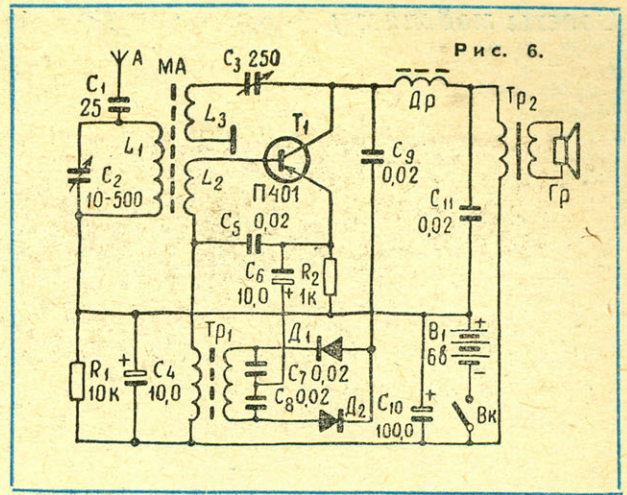 Рис. 6.
А
МА
С3 250
С1
25
L3
Др
Тр2
L1
Т1
С2
10-500
L2
П401
С9
0,02
Гр
С11
0,02
С5
0,02
С6
10,0
+
R2
1к
R1
10к
+
С4
10,0
Тр1
Д1
С7 0,02
С8 0,02
Д2
С10
100,0
+
В1
6в
+
-
Вк